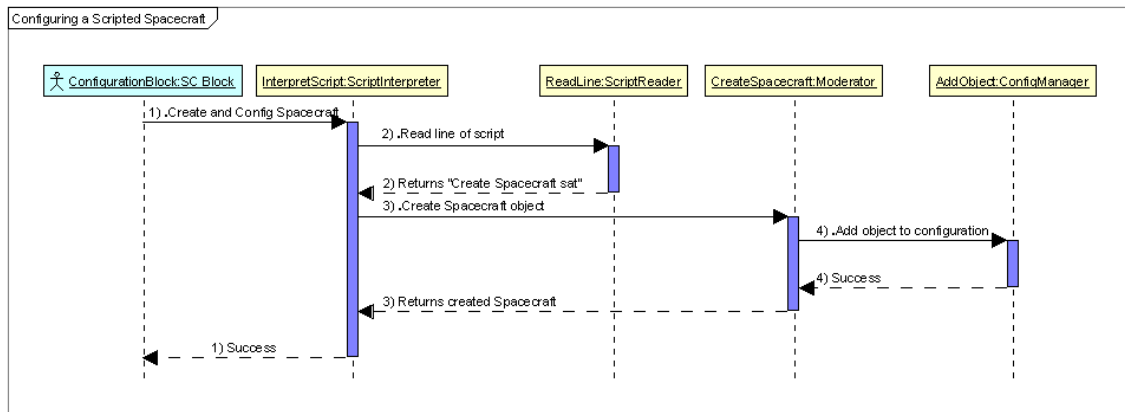 Configuring a Scripted Spacecraft
ConfigurationBlock:SC Block
InterpretScript:ScriptInterpreter
ReadLine:ScriptReader
CreateSpacecraft:Moderator
AddObject:ConfigManager
1) .Create and Config Spacecraft
2) .Read line of script
2) Returns "Create Spacecraft sat"
3) .Create Spacecraft object
4) .Add object to configuration
4) Success
3) Returns created Spacecraft
1) Success